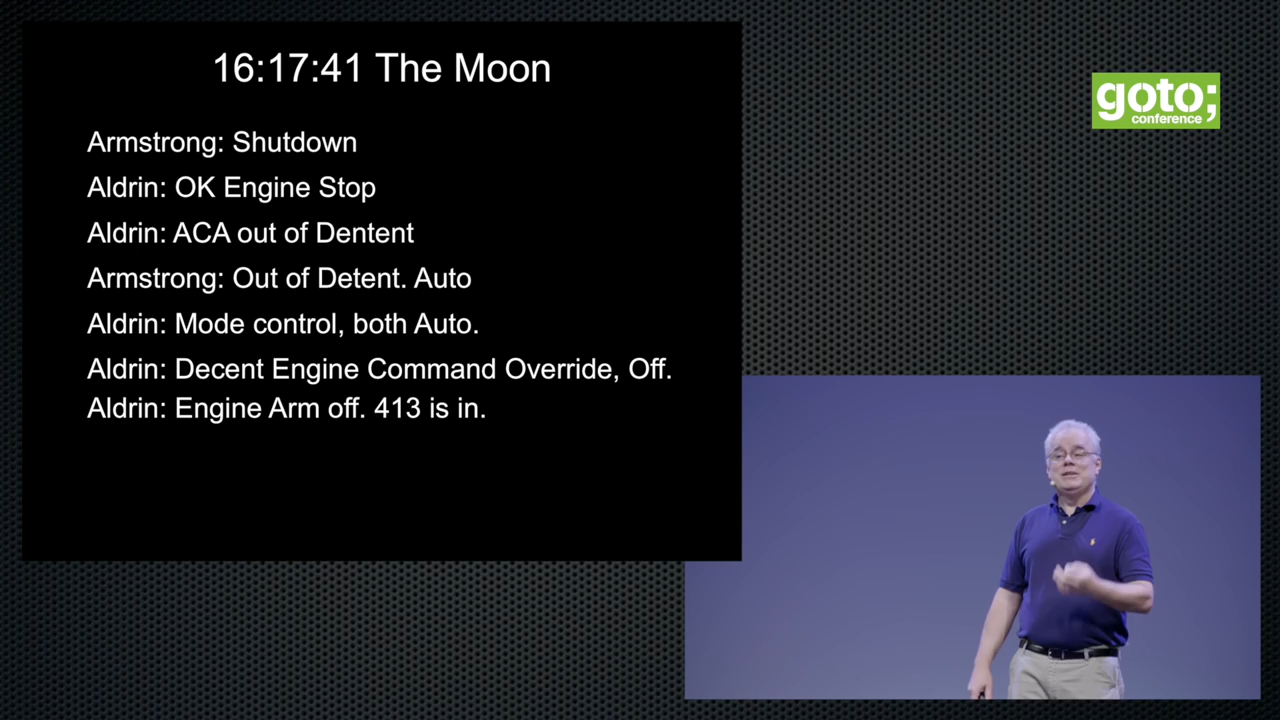 16:17:41 The Moon
goto;
conference
Armstrong: Shutdown
Aldrin: OK Engine Stop
Aldrin: ACA out of Dentent
Armstrong: Out of Detent. Auto
Aldrin: Mode control, both Auto.
Aldrin: Decent Engine Command Override, Off.
Aldrin: Engine Arm off. 413 is in.